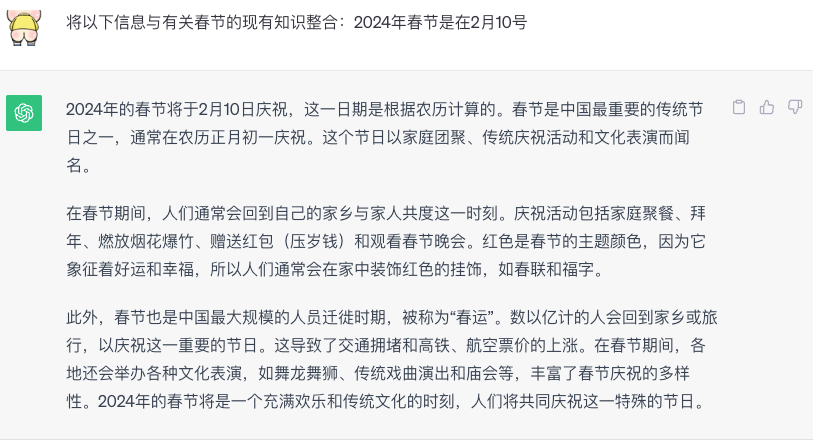 将以下信息与有关春节的现有知识整合：2024年春节是在2月10号
2024年的春节将于2月10日庆祝，这一日期是根据农历计算的。春节是中国最重要的传统节
日之一，通常在农历正月初一庆祝。这个节日以家庭团聚、传统庆祝活动和文化表演而闻
名。
在春节期间，人们通常会回到自己的家乡与家人共度这一时刻。庆祝活动包括家庭聚餐、拜
年、燃放烟花爆竹、赠送红包（压岁钱）和观看春节晚会。红色是春节的主题颜色，因为它
象征着好运和幸福，所以人们通常会在家中装饰红色的挂饰，如春联和福字。
此外，春节也是中国最大规模的人员迁徙时期，被称为“春运”。数以亿计的人会回到家乡或旅
行，以庆祝这一重要的节日。这导致了交通拥堵和高铁、航空票价的上涨。在春节期间，各
地还会举办各种文化表演，如舞龙舞狮、传统戏曲演出和庙会等，丰富了春节庆祝的多样
性。2024年的春节将是一个充满欢乐和传统文化的时刻，人们将共同庆祝这一特殊的节日。